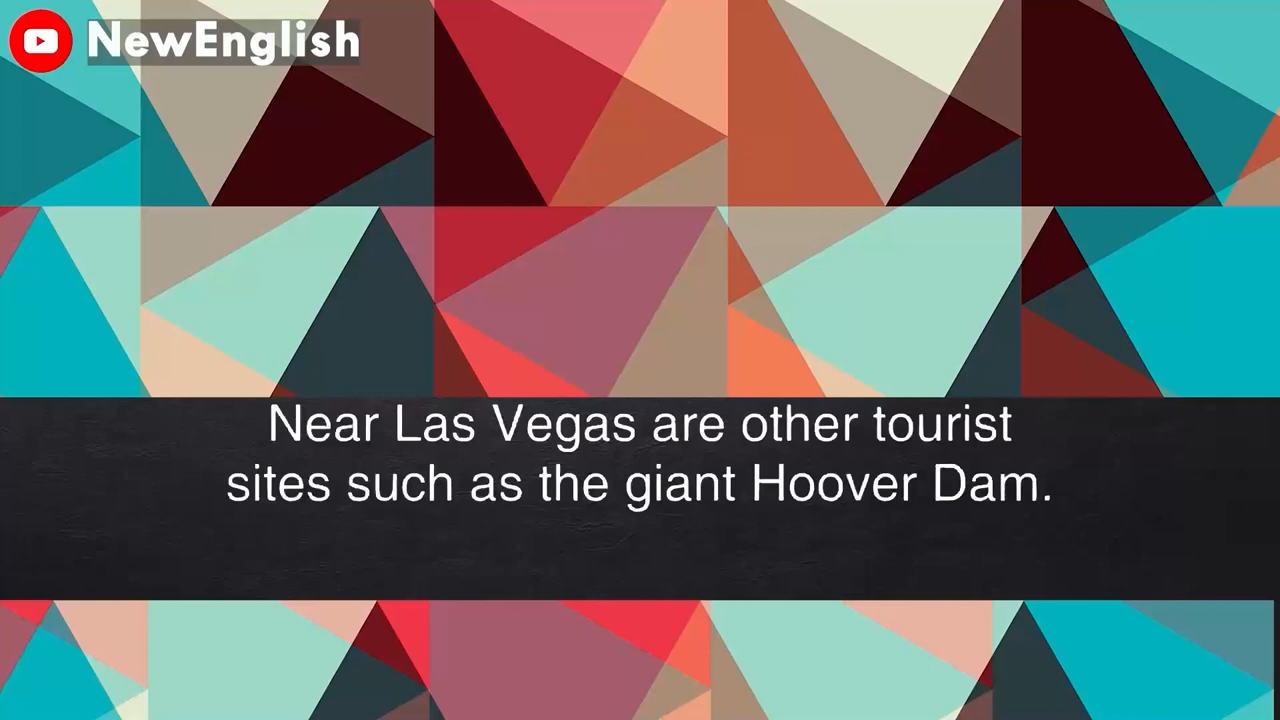 NewEnglish
Near Las Vegas are other tourist
sites such as the giant Hoover Dam.